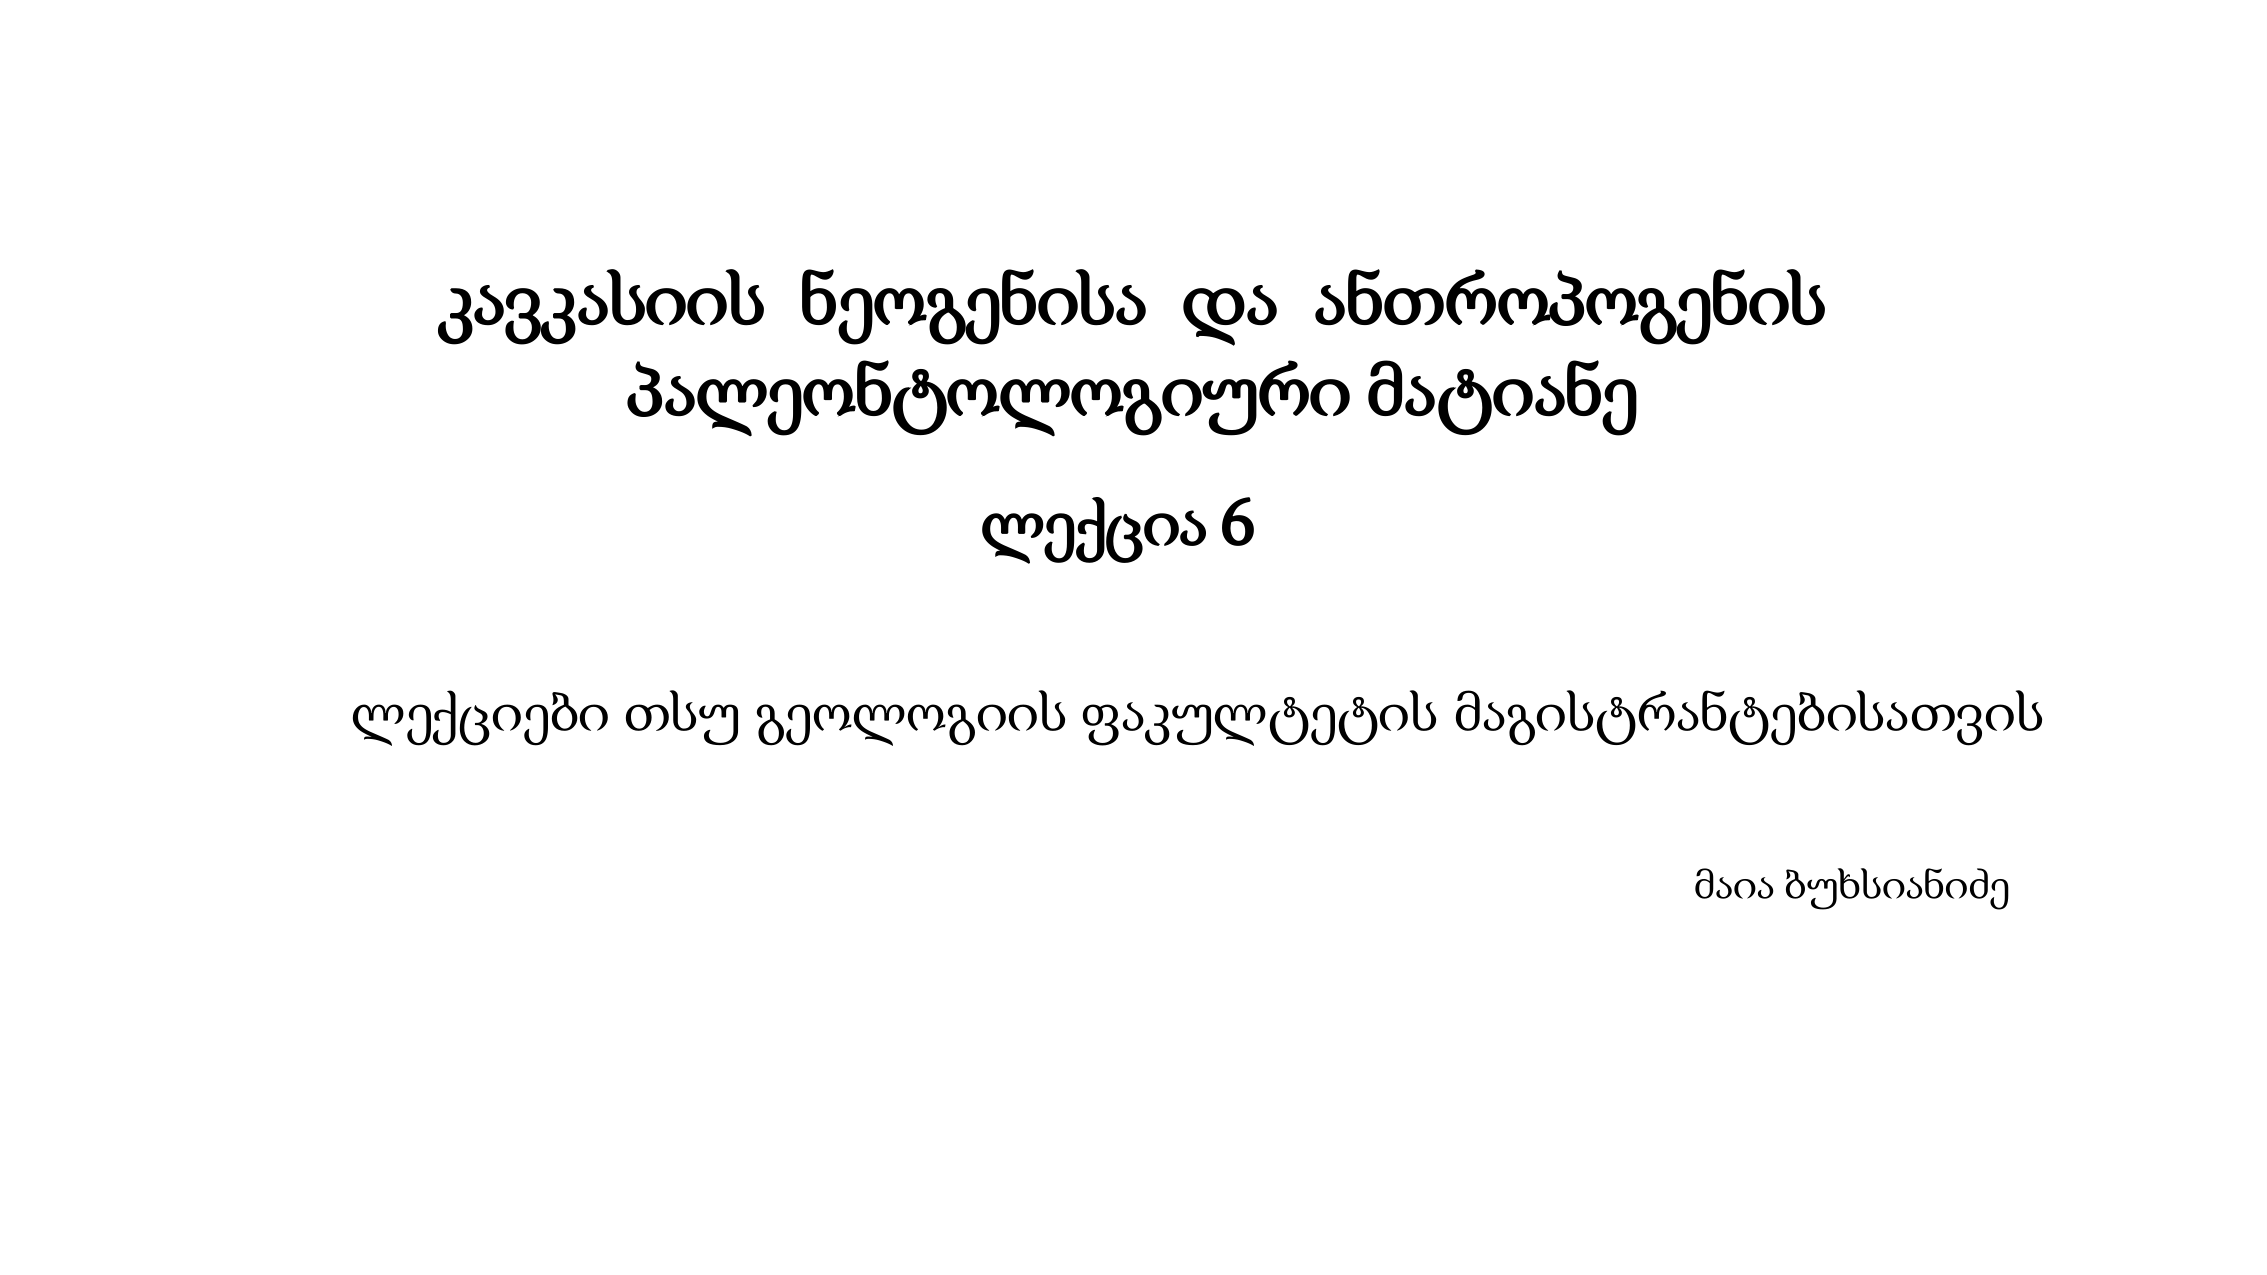 კავკასიის ნეოგენისა და ანთროპოგენის
პალეონტოლოგიური მატიანე
ლექცია 6
ლექციები თსუ გეოლოგიის ფაკულტეტის მაგისტრანტებისათვის
მაია ბუხსიანიძე